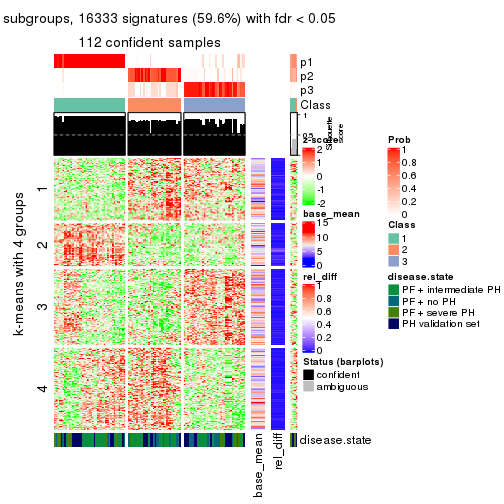 subgroups, 16333 signatures (59.6%) with fdr < 0.05
112 confident samples
p1
p2
p3
Class
1
0.5
Silhouette
score
k-means with 4 groups
1
2
3
4
base_mean
rel_diff
disease.state
z-score
2
1
0
-1
-2
base_mean
15
10
5
0
rel_diff
1
0.8
0.6
0.4
0.2
0
Status (barplots)
confident
ambiguous
Prob
1
0.8
0.6
0.4
0.2
0
Class
1
2
3
disease.state
PF+ intermediate PH
PF+ no PH
PF+ severe PH
PH validation set